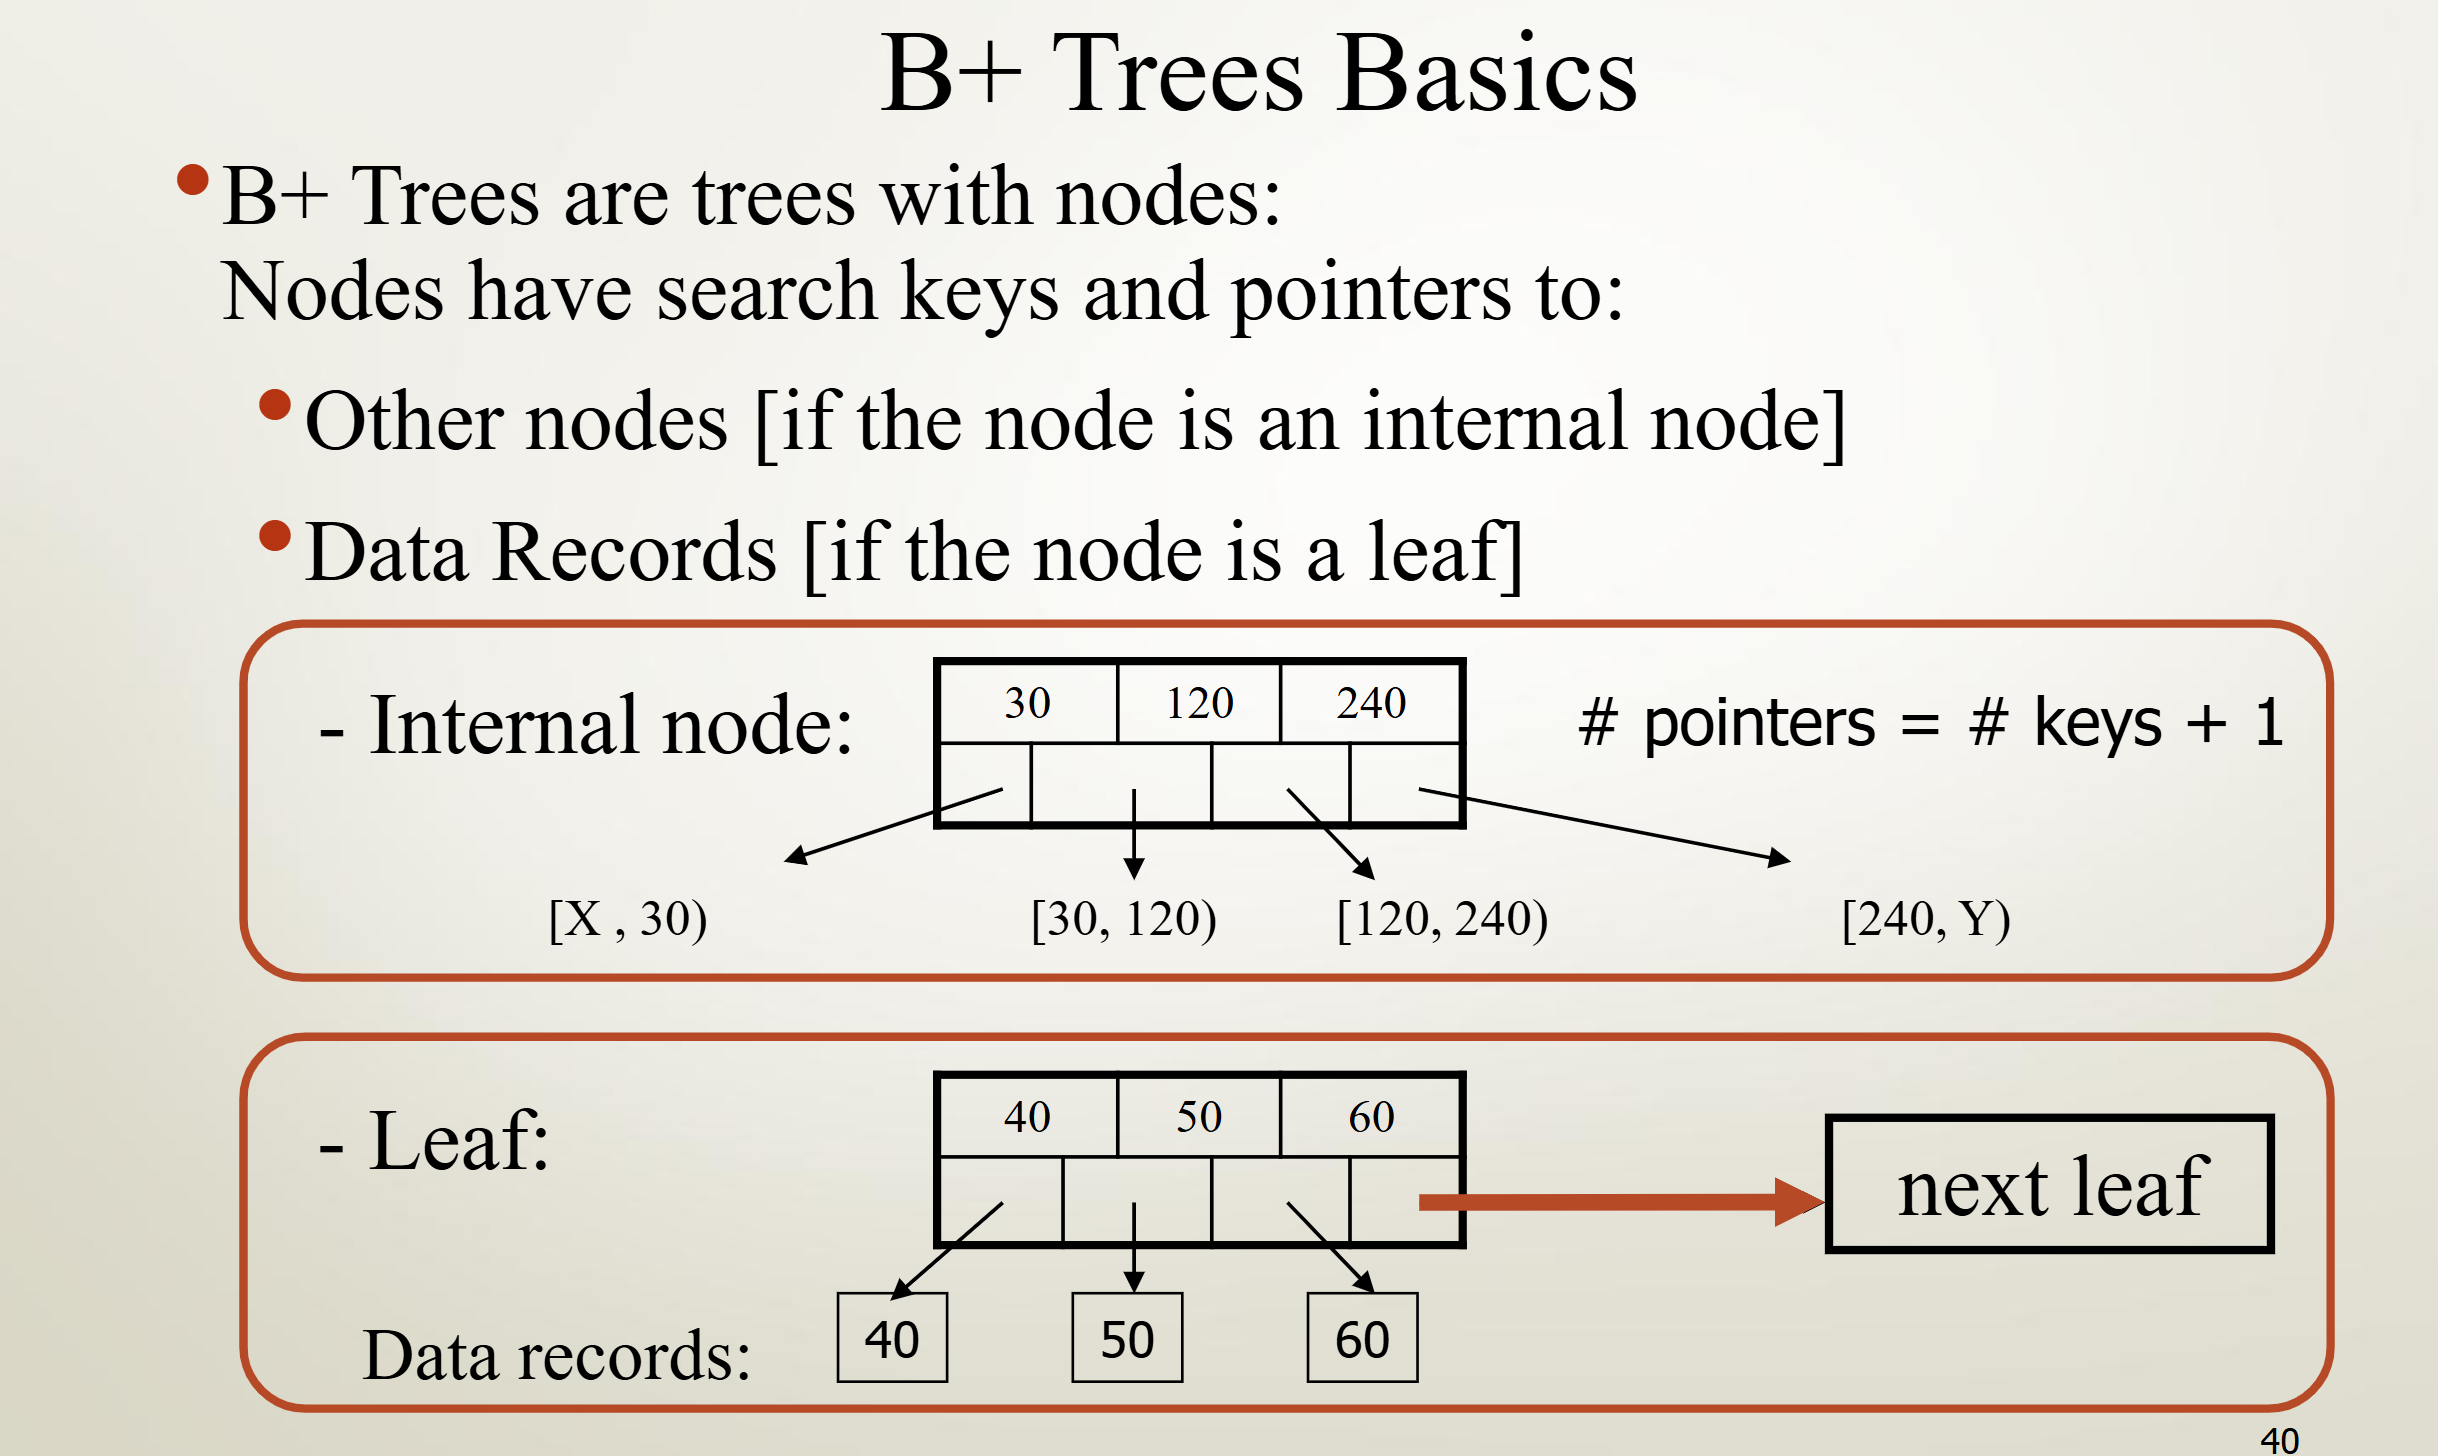 B+ Trees Basics
B+ Trees are trees with nodes:
Nodes have search keys and pointers to:
Other nodes [if the node is an internal node]
Data Records [if the node is a leaf]
- Internal node:
30 120 240
# pointers = # keys + 1
[X , 30) [30, 120) [120, 240) [240, Y)
- Leaf:
40 50 60
next leaf
Data records:
40 50 60
40